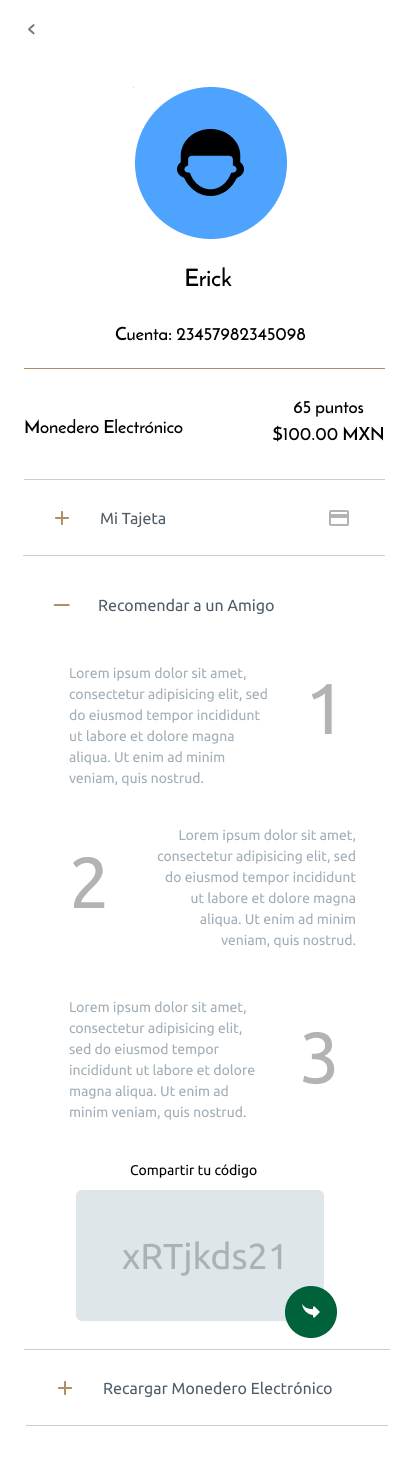 Erick
Cuenta: 23457982345098
65 puntos
Monedero Electrónico
$100.00 MXN
Mi Tajeta
Recomendar a un Amigo
Lorem ipsum dolor sit amet,
consectetur adipisicing elit, sed
do eiusmod tempor incididunt
ut labore et dolore magna
aliqua. Ut enim ad minim
veniam, quis nostrud.
1
2
Lorem ipsum dolor sit amet,
consectetur adipisicing elit, sed
do eiusmod tempor incididunt
ut labore et dolore magna
aliqua. Ut enim ad minim
veniam, quis nostrud.
Lorem ipsum dolor sit amet,
consectetur adipisicing elit,
sed do eiusmod tempor
incididunt ut labore et dolore
magna aliqua. Ut enim ad
minim veniam, quis nostrud.
3
Compartir tu código
xRTjkds21
Recargar Monedero Electrónico